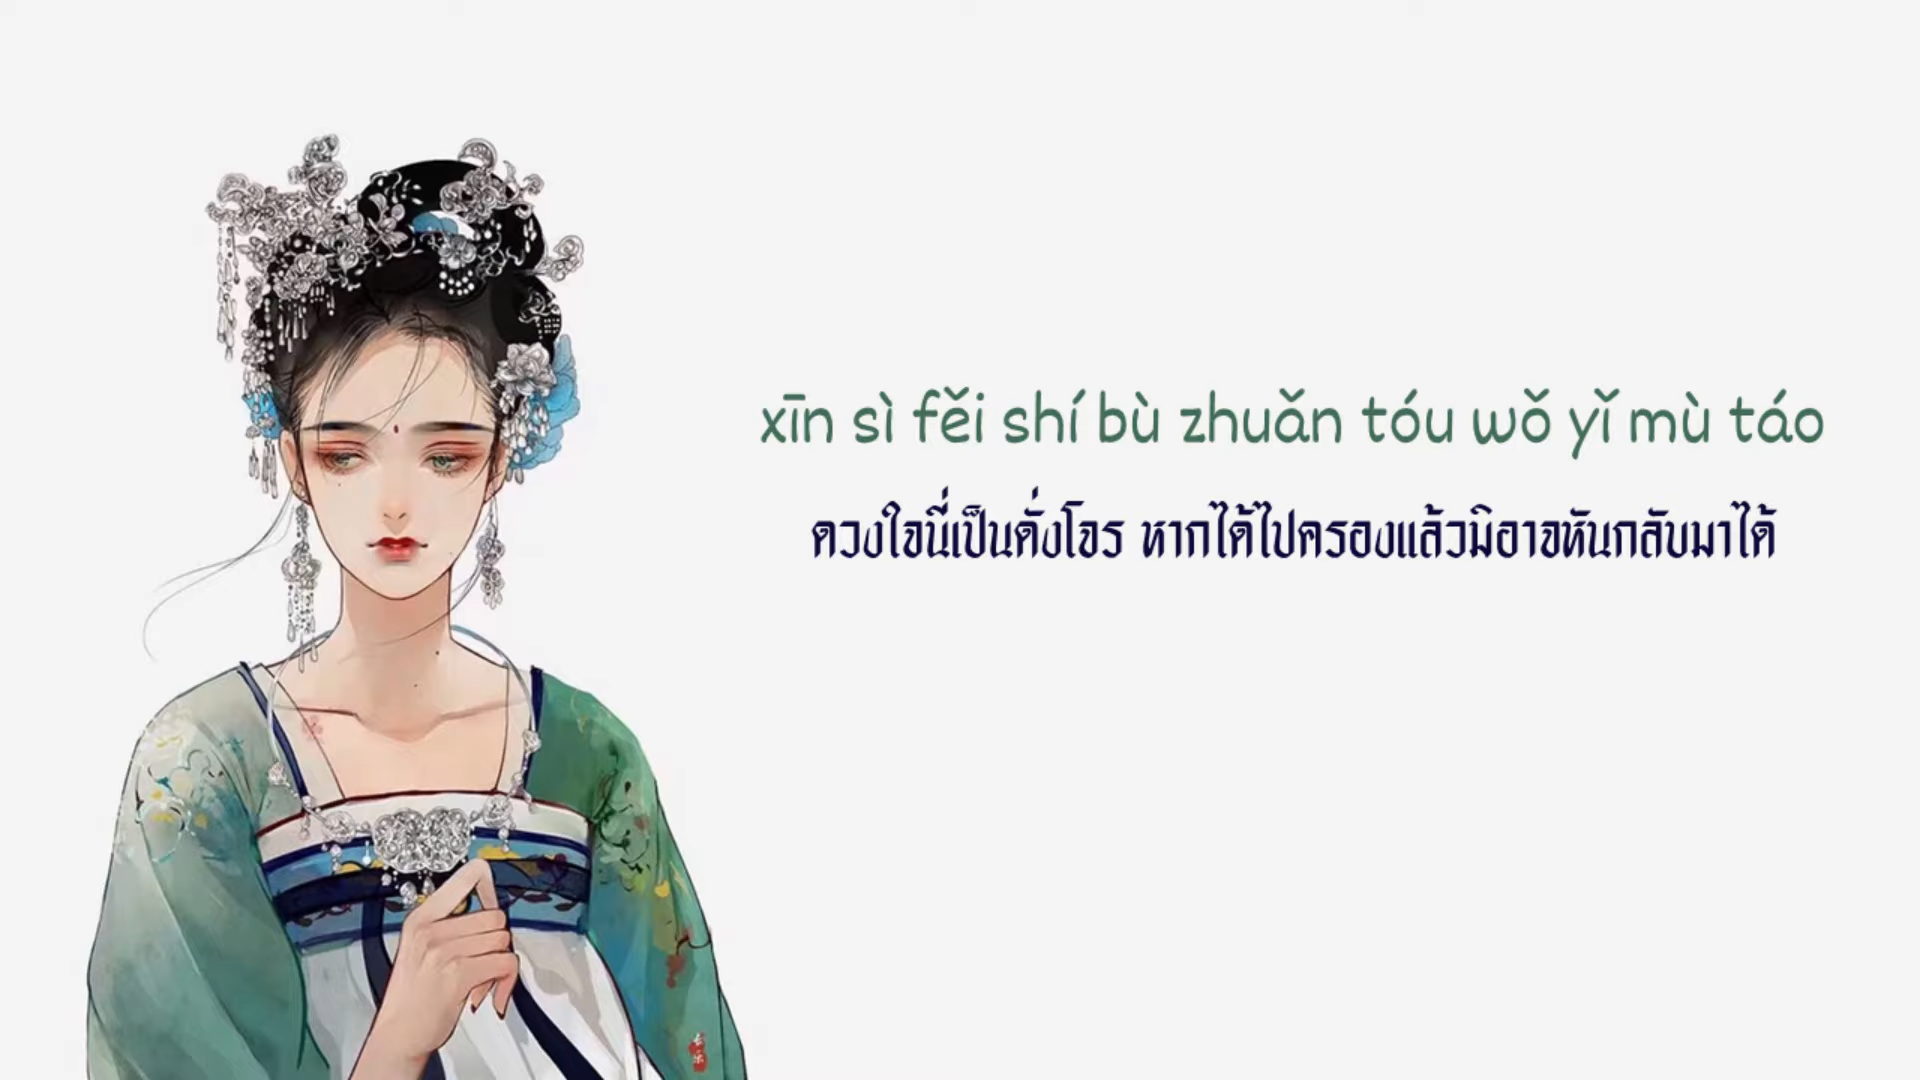 xīn sì fěi shí bù zhuǎn tóu wǒ yǐ mù táo
ดวงใจนี่เป็นดั่งโจร หากได้ไปครองแล้วมิอาจหันกลับมาได้